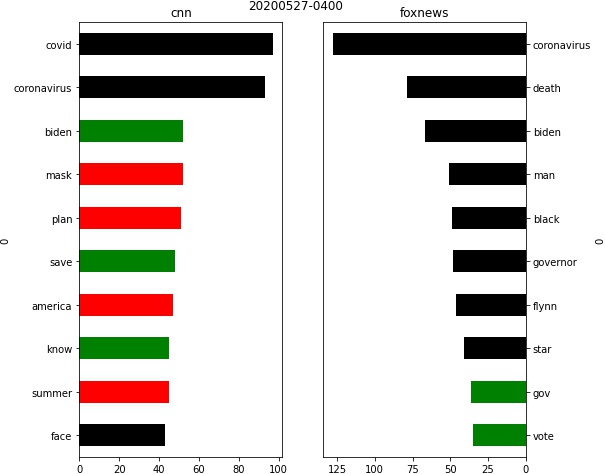 20200527-0400
cnn
foxnews
covid
coronavirus
biden
mask
plan
save
america
know
summer
face
0
0 20 40 60 80 100
coronavirus
death
biden
man
black
governor
flynn
star
gov
vote
0
125 100 75 50 25 0